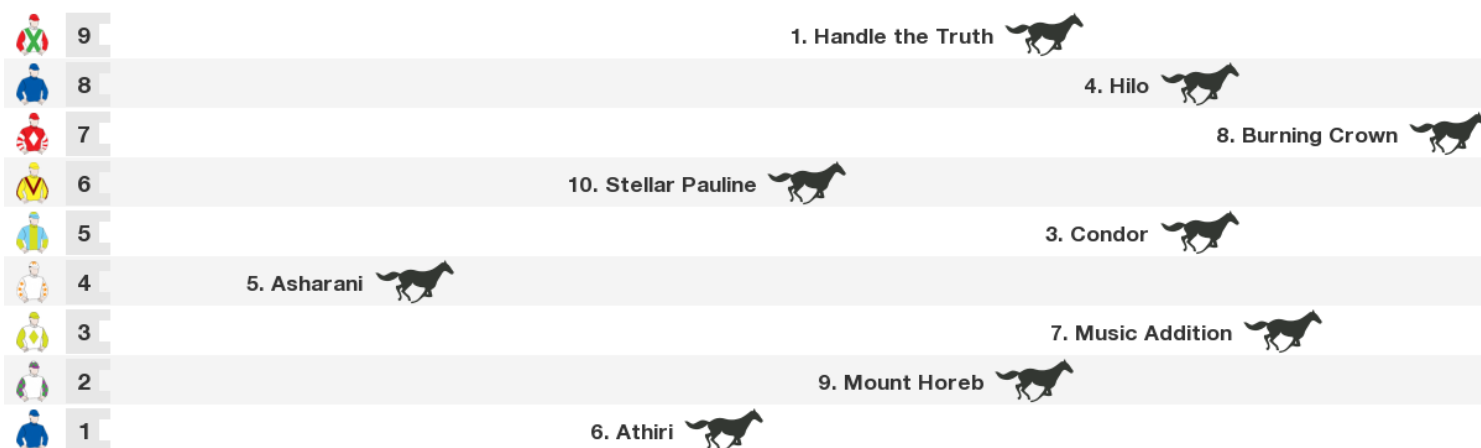 9 1. Handle the Truth
8 4. Hilo
7 8. Burning Crown
6 10. Stellar Pauline
5 3. Condor
4 5. Asharani
3 7. Music Addition
2 9. Mount Horeb
1 6. Athiri